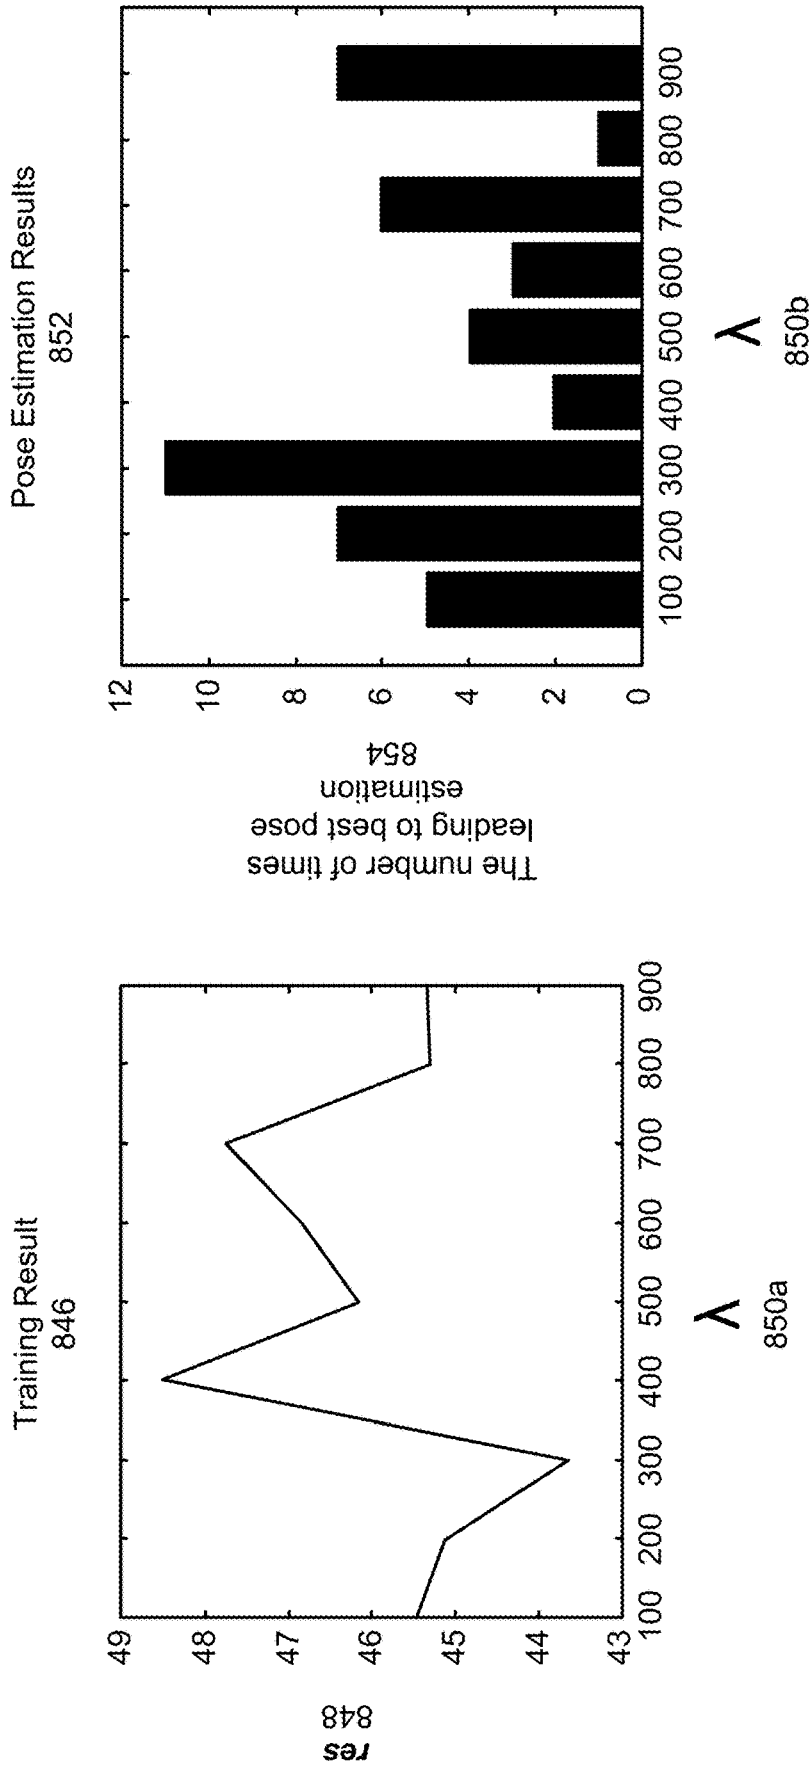 Training Result
846
49
48
47
46
45
44
43
res
848
100 200 300 400 500 600 700 800 900
λ
850a
Pose Estimation Results
852
12
10
8
6
4
2
0
The number of times
leading to best pose
estimation
854
100 200 300 400 500 600 700 800 900
λ
850b